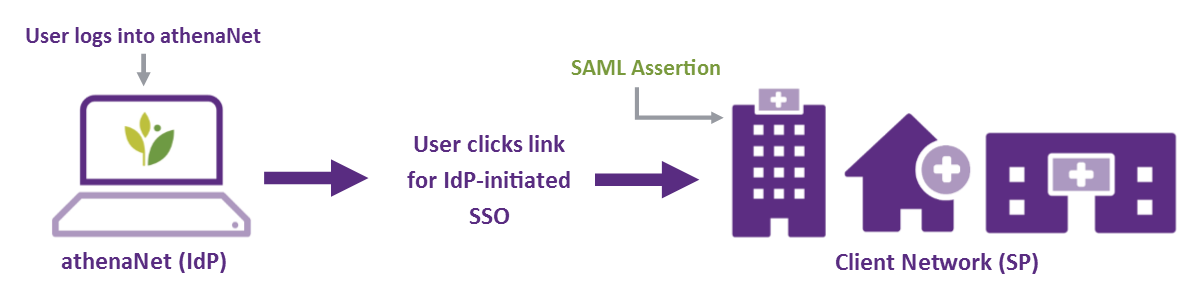 User logs into athenaNet
SAML Assertion
User clicks link
for IdP-initiated
SSO
athenaNet (IdP)
Client Network (SP)